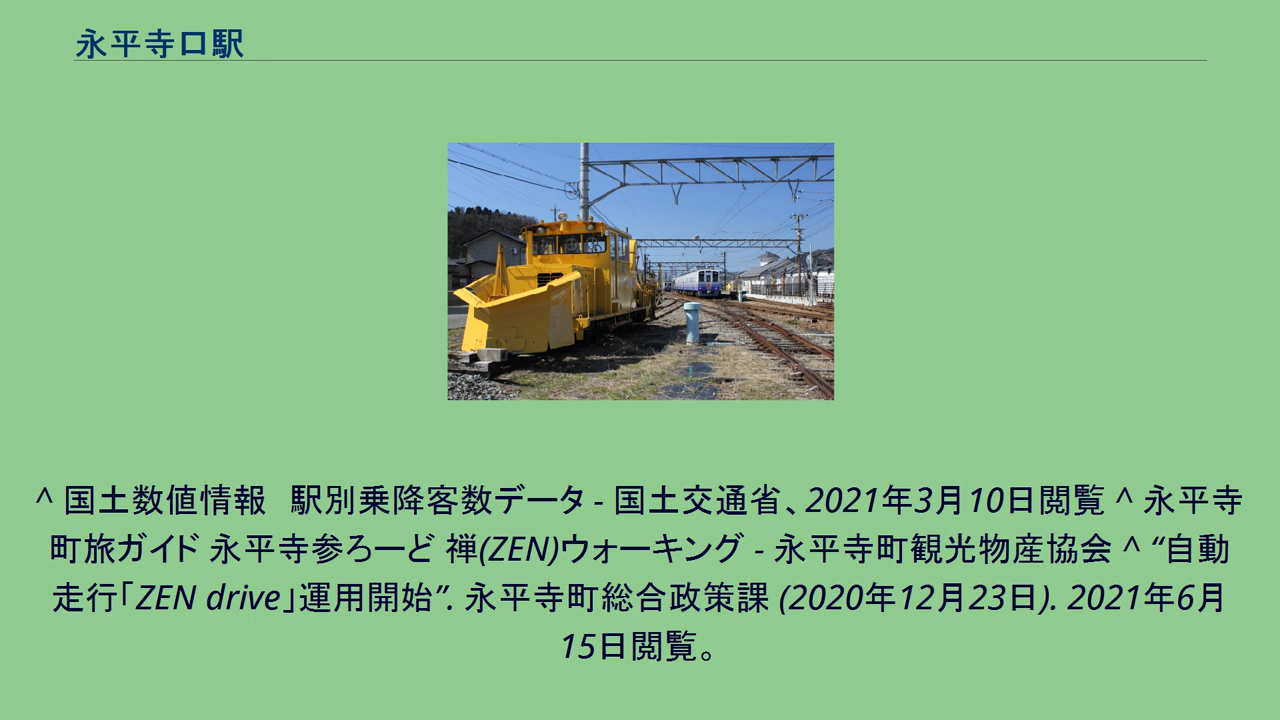 永平寺口駅
^ 国土数値情報　駅別乗降客数データ - 国土交通省、2021年3月10日閲覧 ^ 永平寺
町旅ガイド 永平寺参ろーど 禅(ZEN)ウォーキング - 永平寺町観光物産協会 ^ “自動
走行「ZEN drive」運用開始”. 永平寺町総合政策課 (2020年12月23日). 2021年6月
15日閲覧。